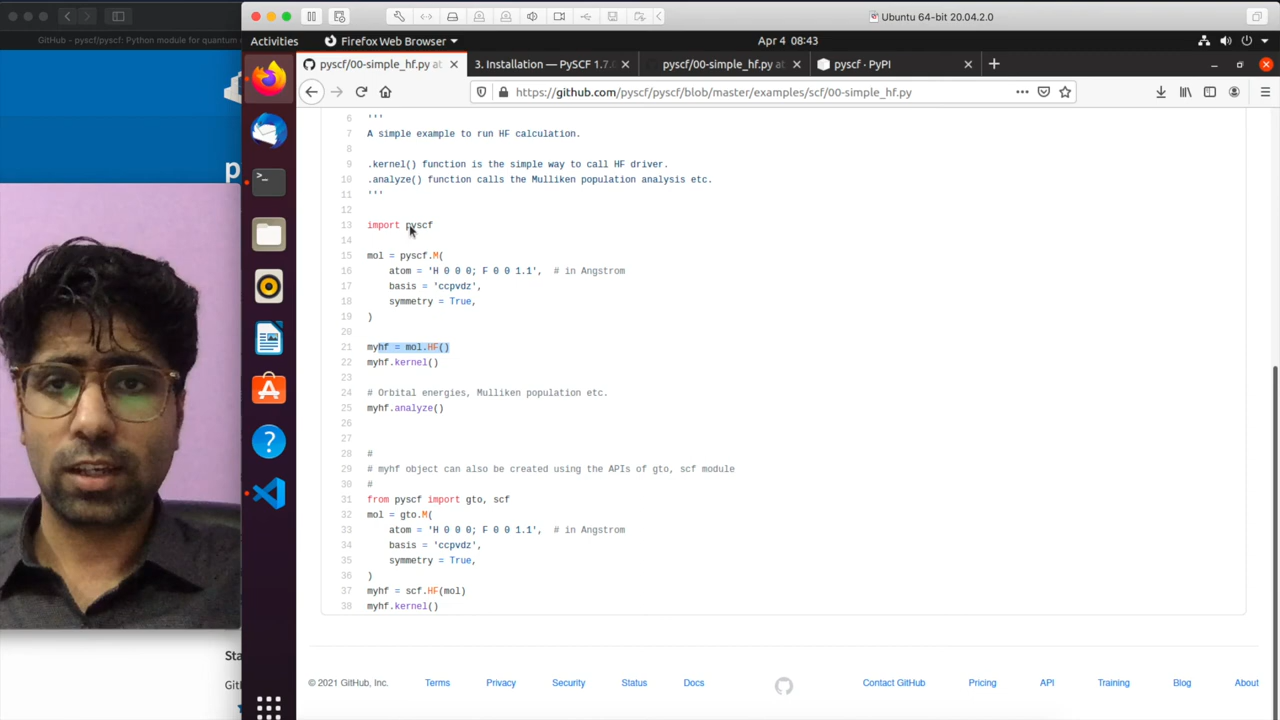 Ubuntu 64-bit 20.04.2.0
GitHub - pyscf/pyscf: Python module for quantum
Activities
Firefox Web Browser
Apr 4 08:43
pyscf/00-simple_hf.py at
3. Installation — PySCF 1.7.
pyscf/00-simple_hf.py at
pyscf · PyPI
https://github.com/pyscf/pyscf/blob/master/examples/scf/00-simple_hf.py
6 '''
7 A simple example to run HF calculation.
8
9 .kernel() function is the simple way to call HF driver.
10 .analyze() function calls the Mulliken population analysis etc.
11 '''
12
13 import pyscf
14
15 mol = pyscf.M(
16 atom = 'H 0 0 0; F 0 0 1.1', # in Angstrom
17 basis = 'ccpvdz',
18 symmetry = True,
19 )
20
21 myhf = mol.HF()
22 myhf.kernel()
23
24 # Orbital energies, Mulliken population etc.
25 myhf.analyze()
26
27
28 #
29 # myhf object can also be created using the APIs of gto, scf module
30 #
31 from pyscf import gto, scf
32 mol = gto.M(
33 atom = 'H 0 0 0; F 0 0 1.1', # in Angstrom
34 basis = 'ccpvdz',
35 symmetry = True,
36 )
37 myhf = scf.HF(mol)
38 myhf.kernel()
© 2021 GitHub, Inc. Terms Privacy Security Status Docs Contact GitHub Pricing API Training Blog About
p
Sta
Git